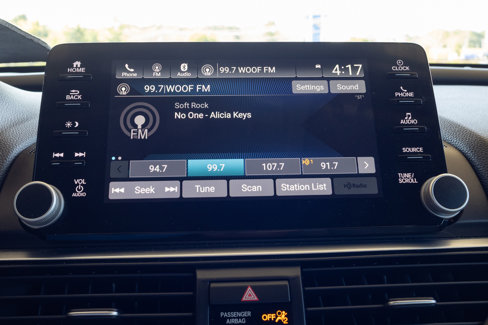 HOME
BACK
VOL
AUDIO
Phone
FM
Audio
99.7 WOOF FM
4:17
99.7|WOOF FM
Settings
Sound
FM
Soft Rock
No One - Alicia Keys
94.7
99.7
107.7
1
91.7
Seek
Tune
Scan
Station List
Radio
CLOCK
PHONE
AUDIO
SOURCE
TUNE/
SCROLL
PASSENGER
AIRBAG
OFF
2